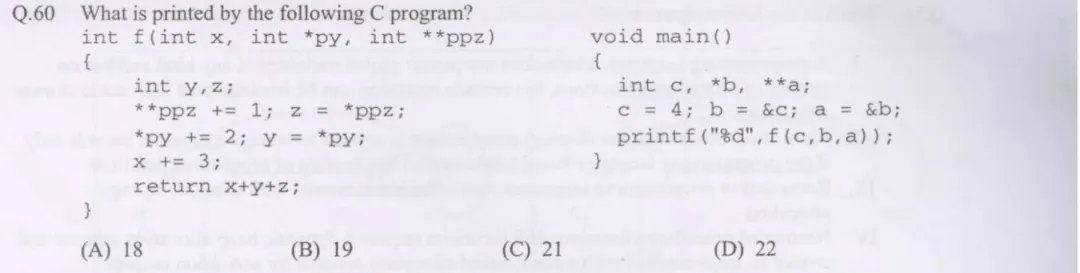 Q.60 What is printed by the following C program?
int f(int x, int *py, int **ppz)
{
int y,z;
**ppz += 1; z = *ppz;
*py += 2; y = *py;
x += 3;
return x+y+z;
}
void main()
{
int c, *b, **a;
c = 4; b = &c; a = &b;
printf("%d",f(c,b,a));
}
(A) 18 (B) 19 (C) 21 (D) 22